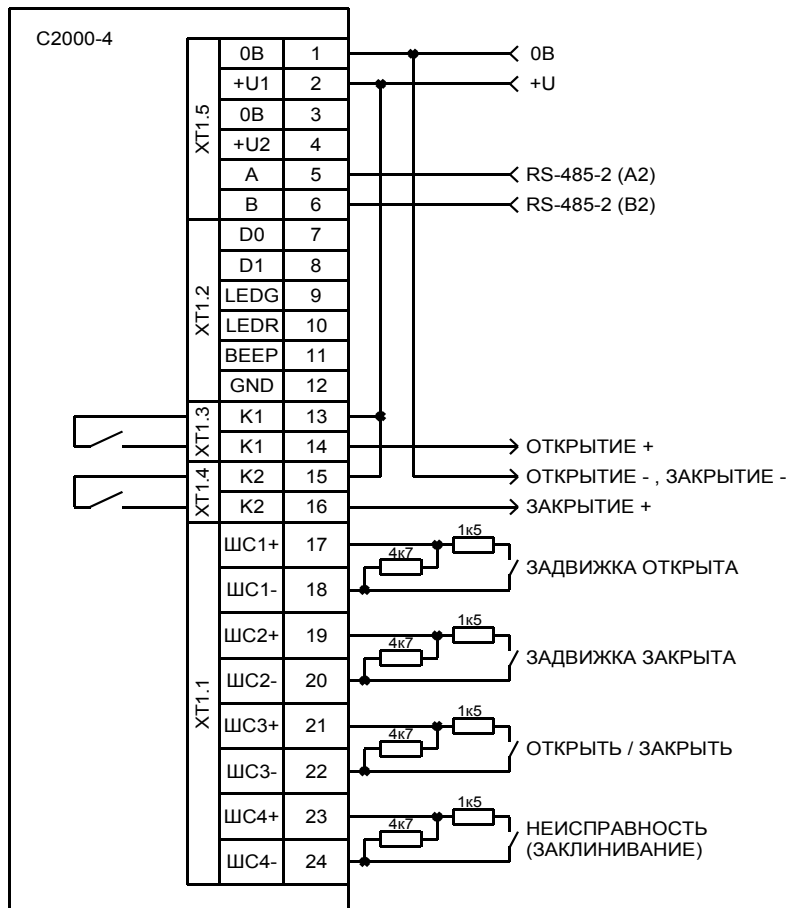 С2000-4
XT1.5
0В 1
+U1 2
0В 3
+U2 4
A 5
B 6
0В
+U
RS-485-2 (A2)
RS-485-2 (B2)
XT1.2
D0 7
D1 8
LEDG 9
LEDR 10
BEEP 11
GND 12
XT1.3
К1 13
К1 14
ОТКРЫТИЕ +
XT1.4
К2 15
К2 16
ОТКРЫТИЕ - , ЗАКРЫТИЕ -
ЗАКРЫТИЕ +
XT1.1
ШС1+ 17
ШС1- 18
4к7
1к5
ЗАДВИЖКА ОТКРЫТА
ШС2+ 19
ШС2- 20
4к7
1к5
ЗАДВИЖКА ЗАКРЫТА
ШС3+ 21
ШС3- 22
4к7
1к5
ОТКРЫТЬ / ЗАКРЫТЬ
ШС4+ 23
ШС4- 24
4к7
1к5
НЕИСПРАВНОСТЬ
(ЗАКЛИНИВАНИЕ)